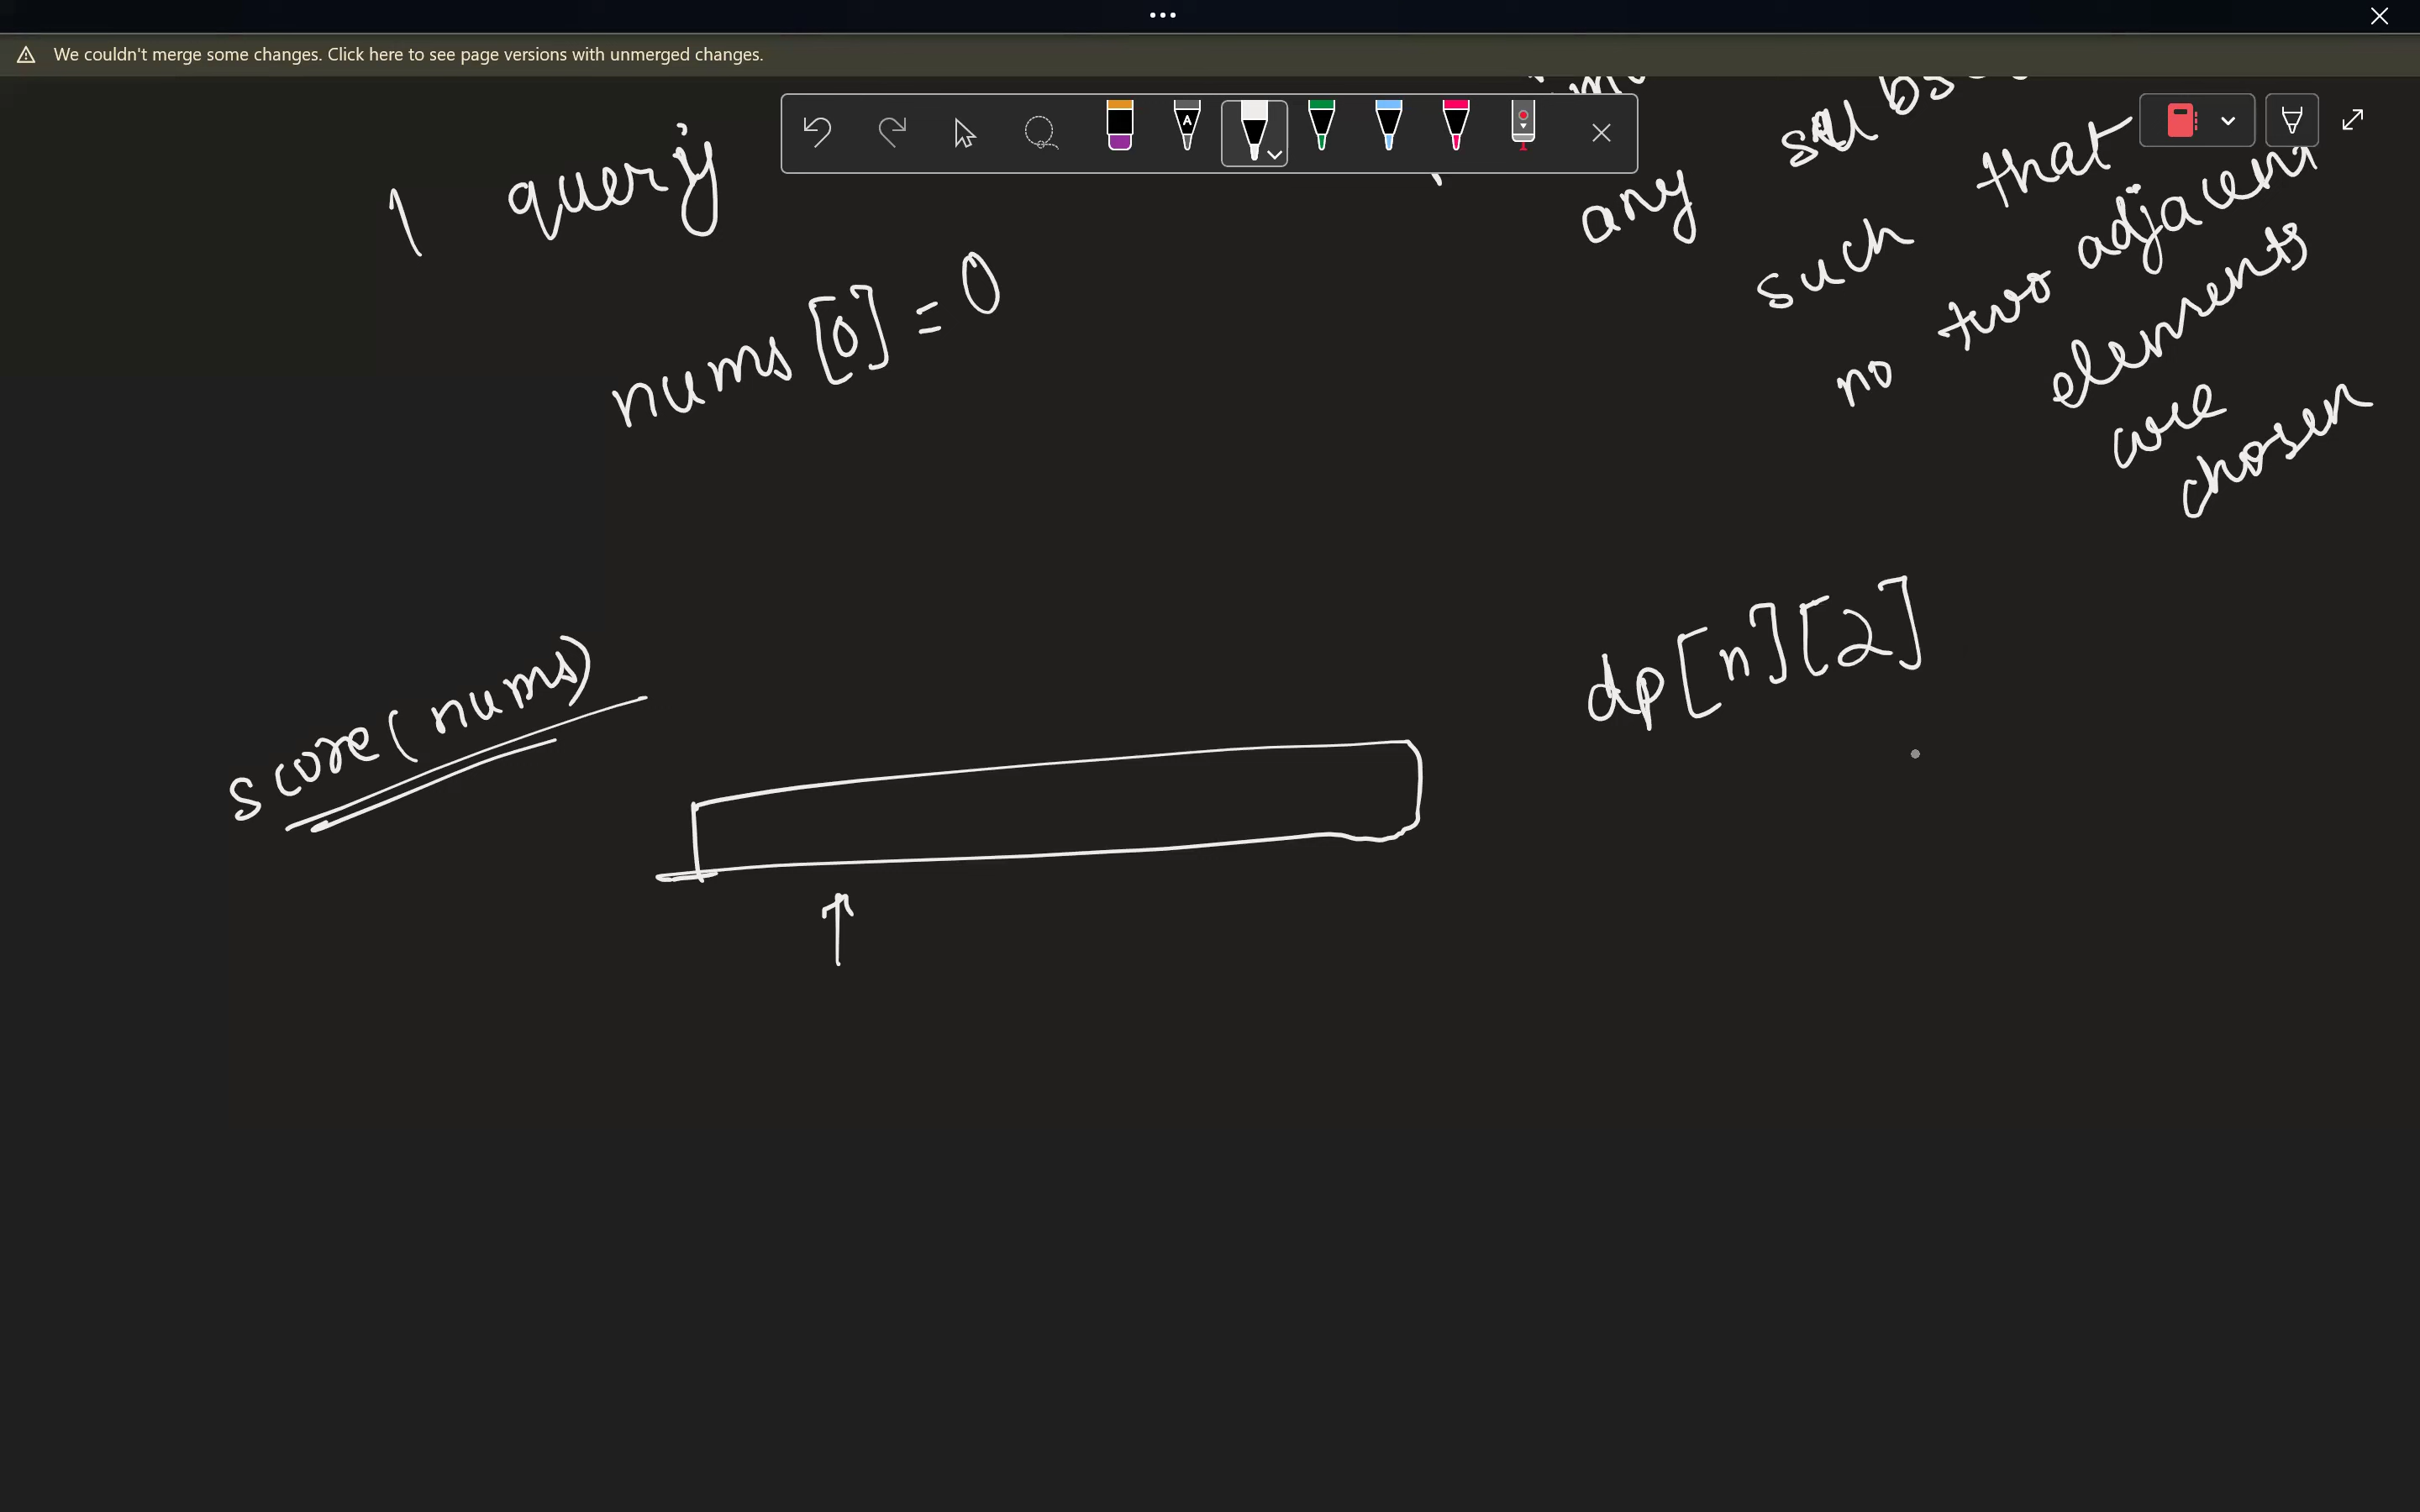 We couldn't merge some changes. Click here to see page versions with unmerged changes.
A
1 query
nums[0] = 0
any
such that
no two adjacent
elements
are
chosen
score(nums)
dp[n][2]